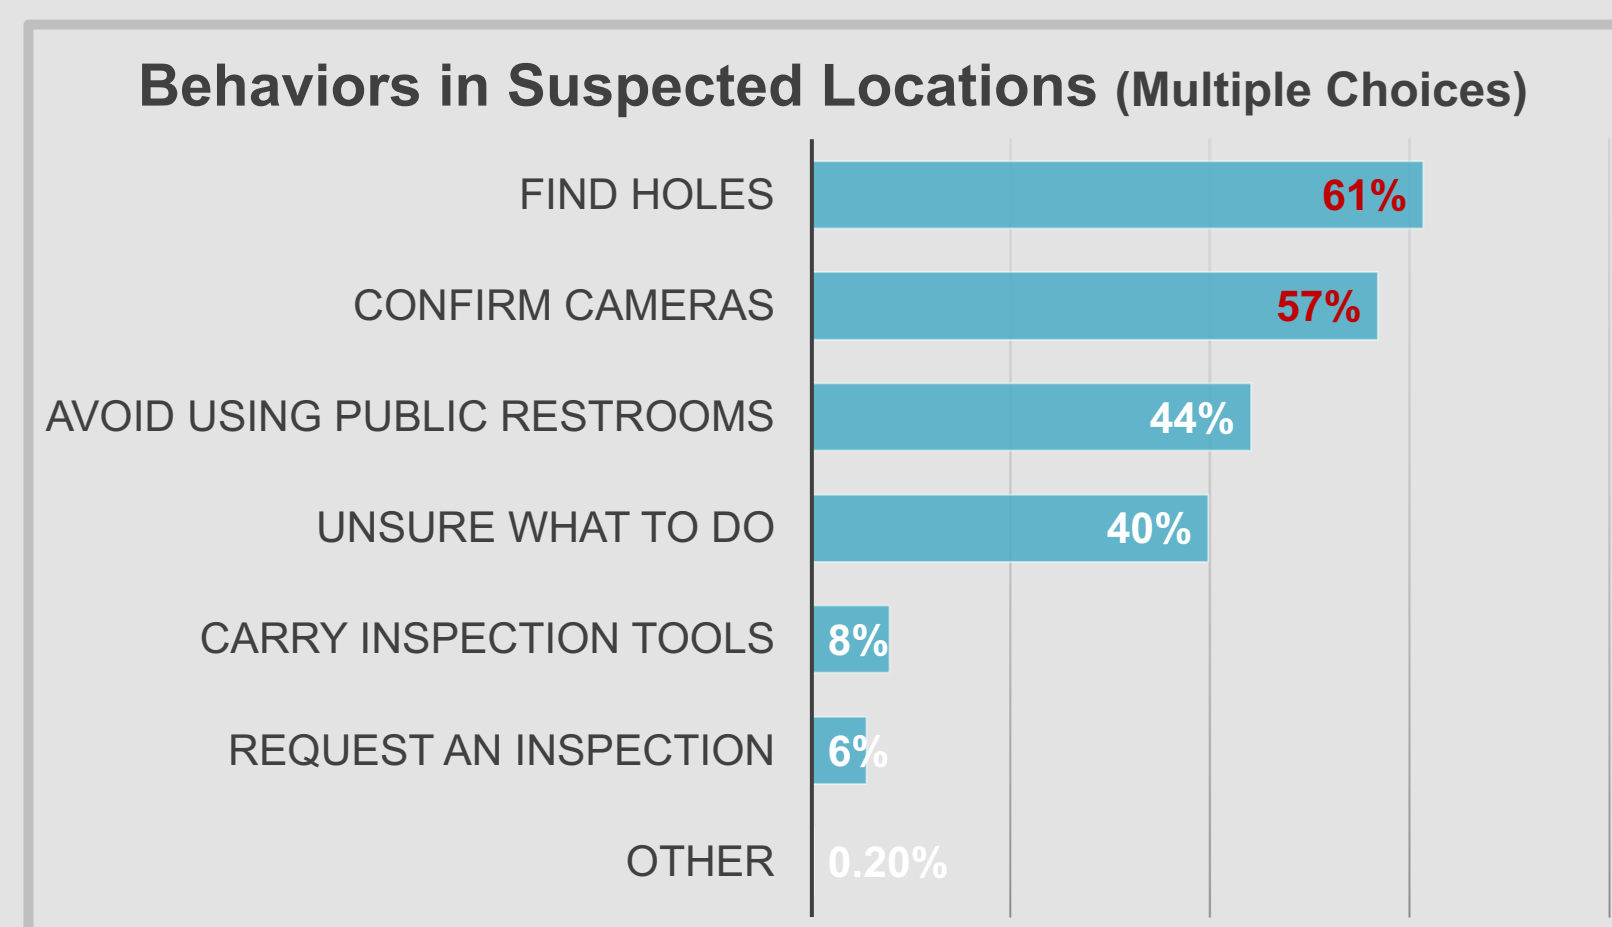 Behaviors in Suspected Locations (Multiple Choices)
FIND HOLES 61%
CONFIRM CAMERAS 57%
AVOID USING PUBLIC RESTROOMS 44%
UNSURE WHAT TO DO 40%
CARRY INSPECTION TOOLS 8%
REQUEST AN INSPECTION 6%
OTHER 0.20%